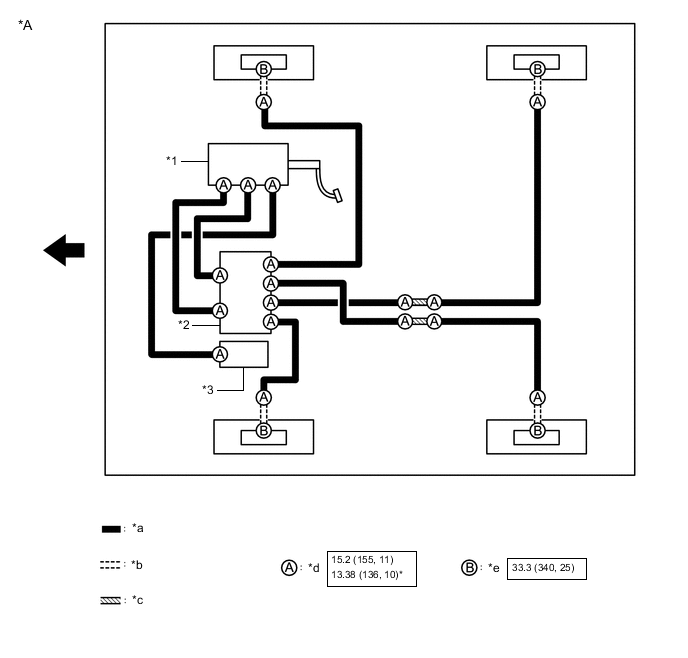 *A
B
B
A
A
*1
A
A
A
A
A
A
A
A
A
A
A
*2
A
A
A
A
*3
A
A
B
B
: *a
: *b
A : *d
15.2 (155, 11)
13.38 (136, 10)*
B : *e
33.3 (340, 25)
: *c